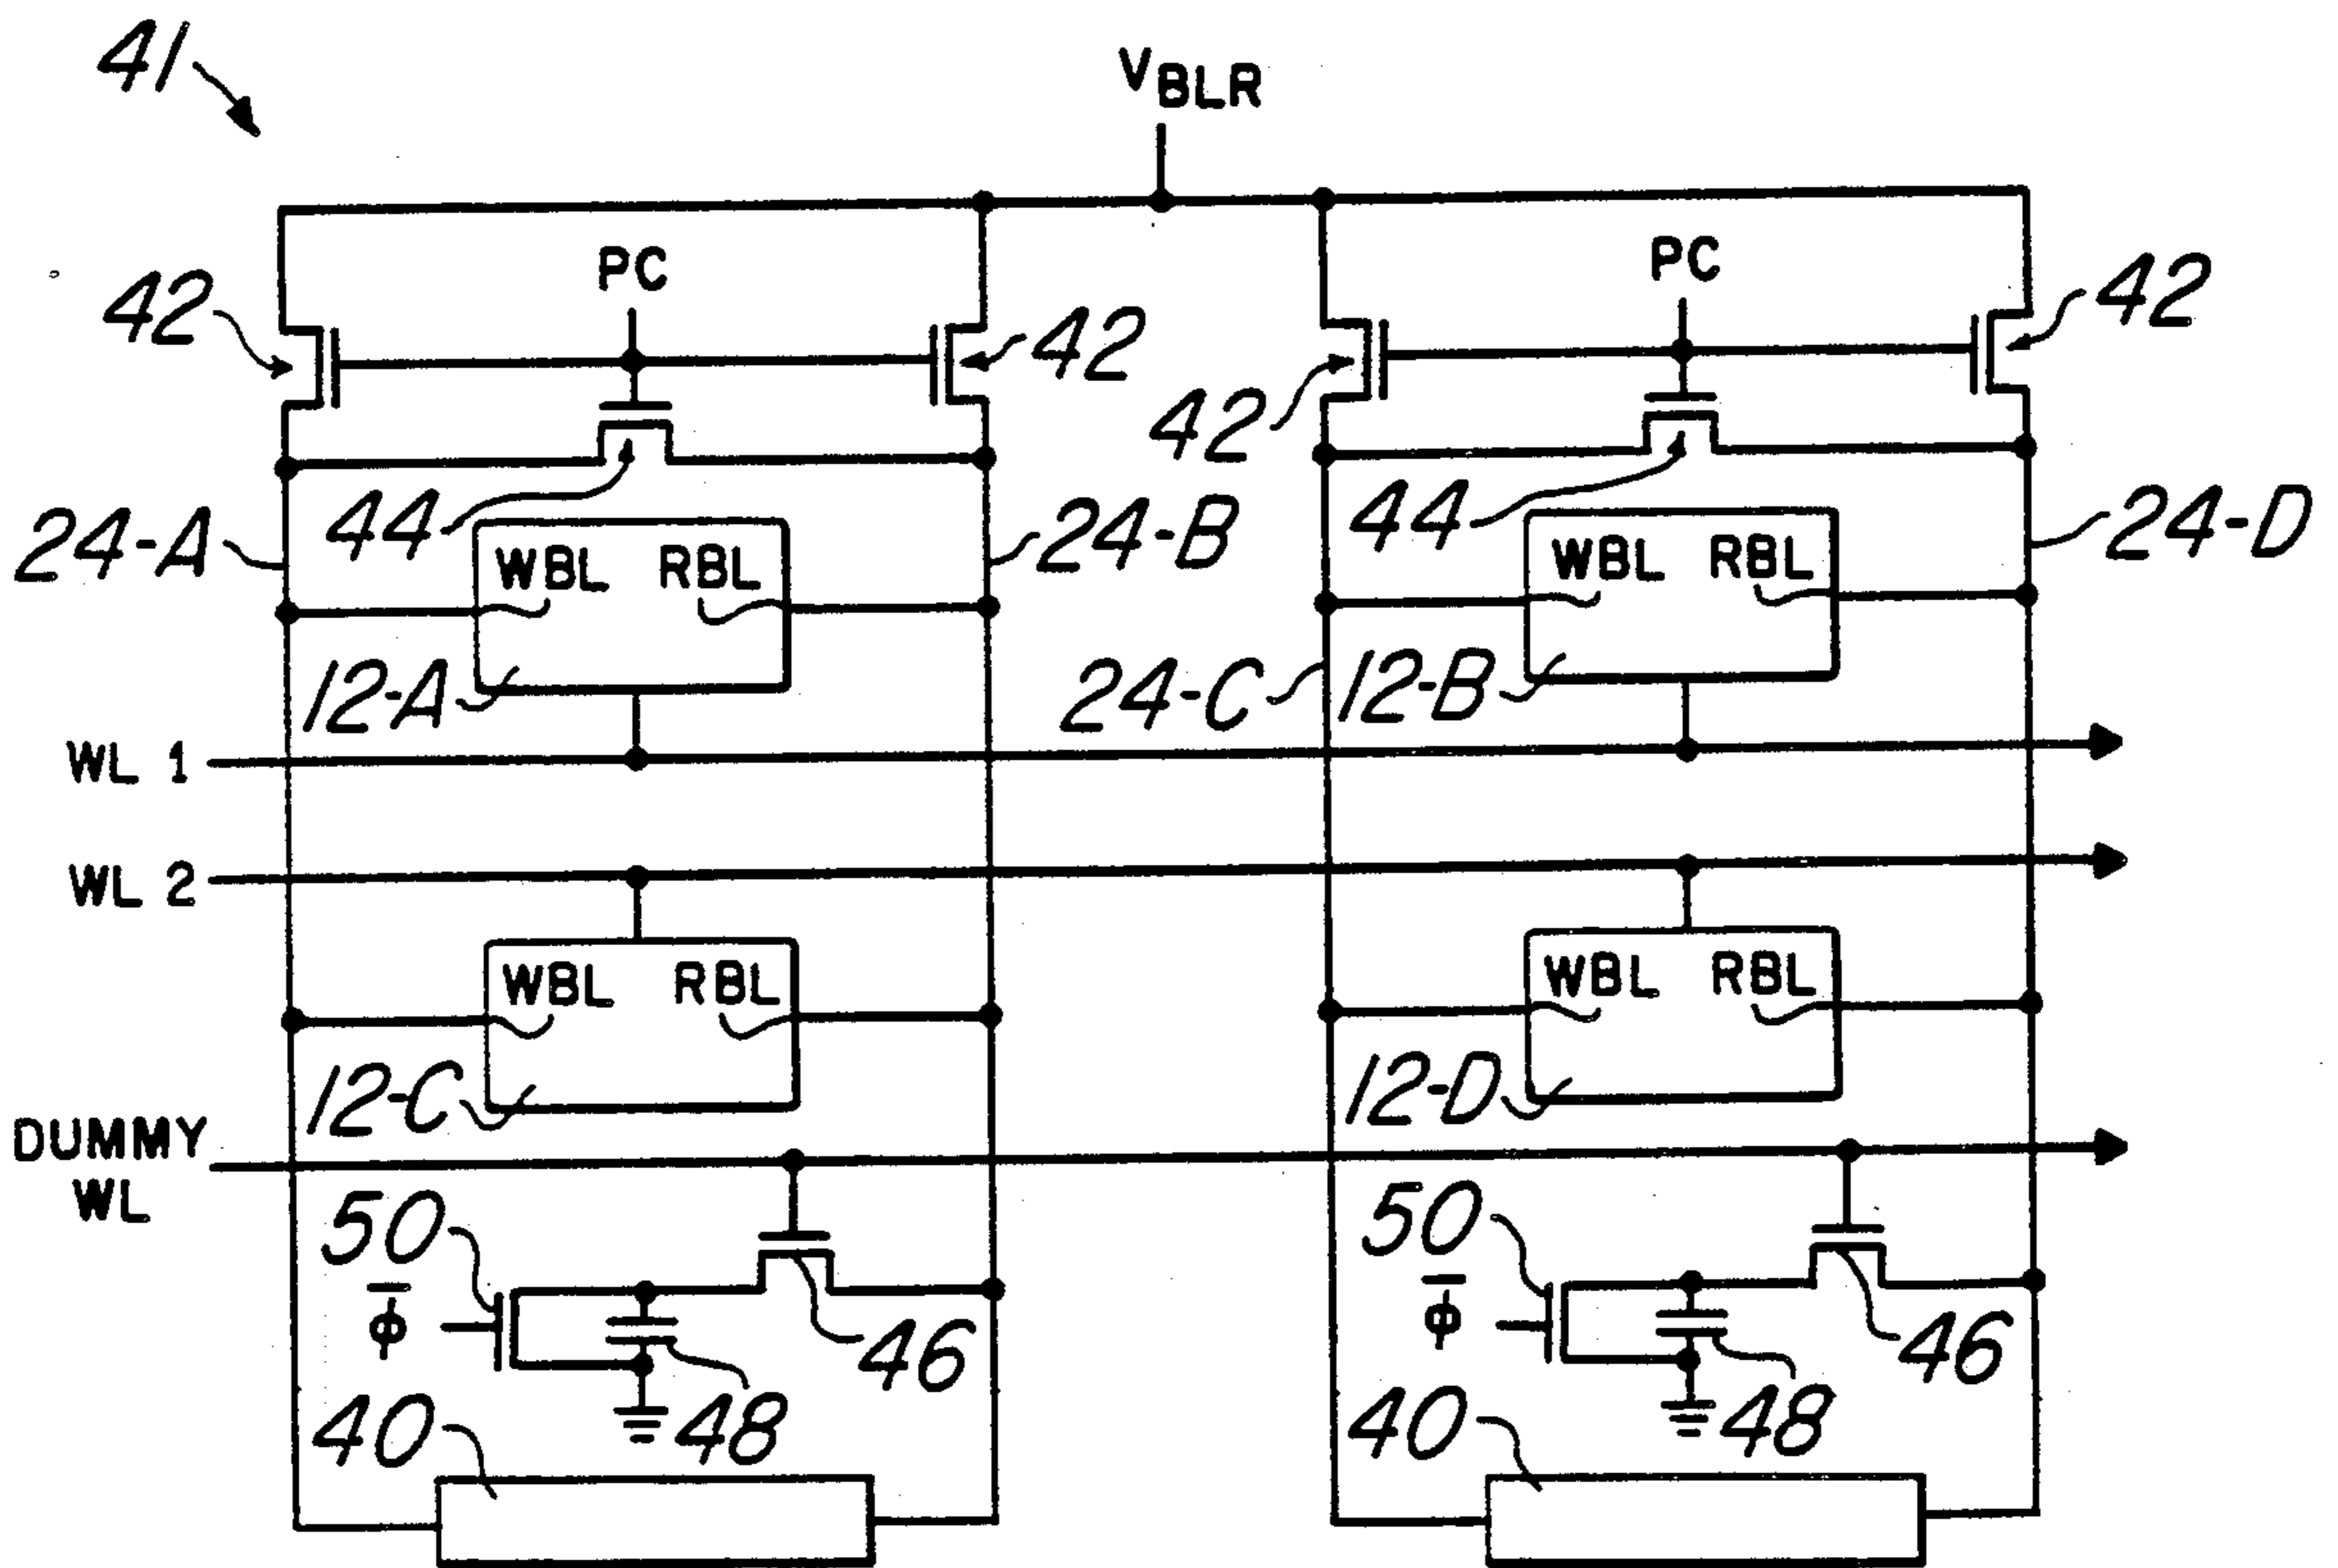 41
VBLR
PC
PC
42
42
42
42
44
44
24-A
24-B
24-D
WBL RBL
WBL RBL
12-A
24-C
12-B
WL 1
WL 2
WBL RBL
WBL RBL
12-C
12-D
DUMMY
WL
50
50
Φ̅
Φ̅
46
46
48
48
40
40